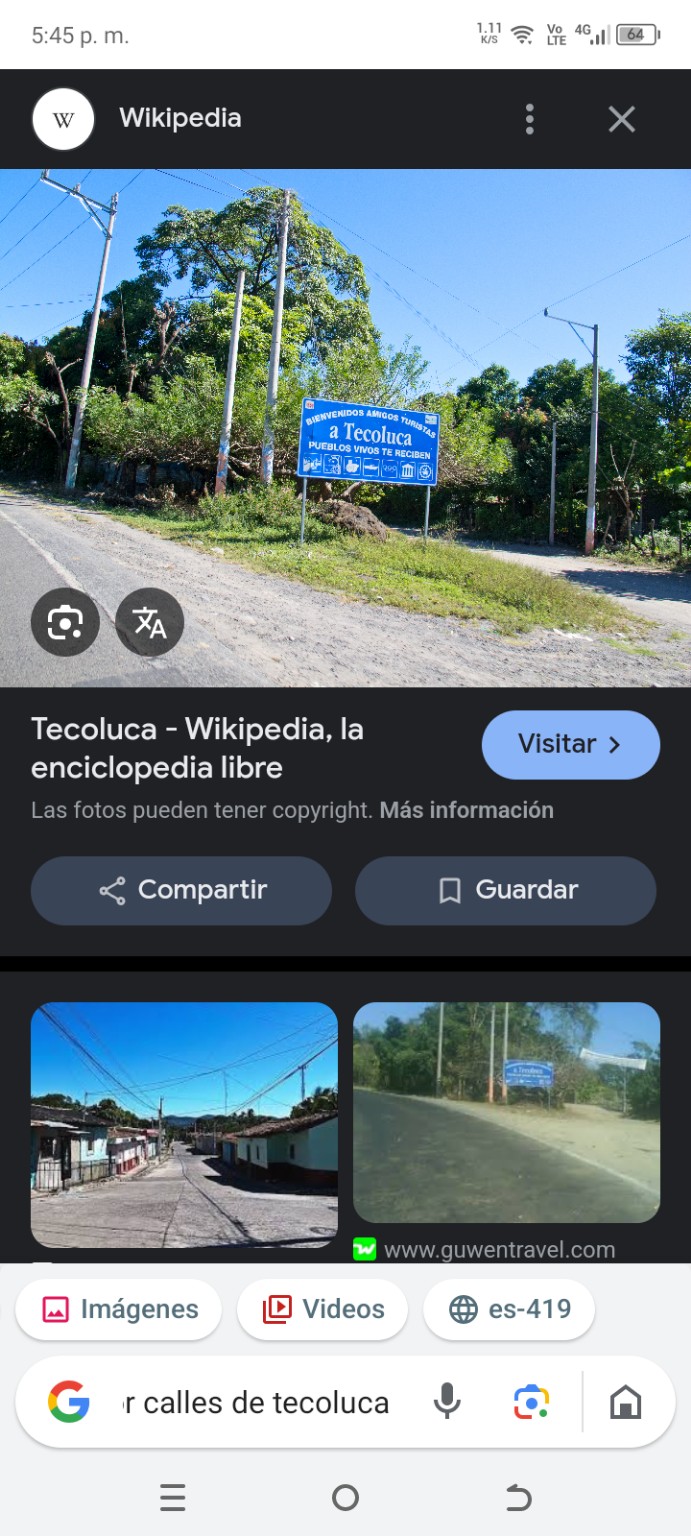 5:45 p. m.
1.11
K/S
Vo
LTE
4G
64
W
Wikipedia
BIENVENIDOS AMIGOS TURISTAS
a Tecoluca
PUEBLOS VIVOS TE RECIBEN
Tecoluca - Wikipedia, la
enciclopedia libre
Visitar
Las fotos pueden tener copyright. Más información
Compartir
Guardar
a Tecoluca
www.guwentravel.com
Imágenes
Videos
es-419
r calles de tecoluca